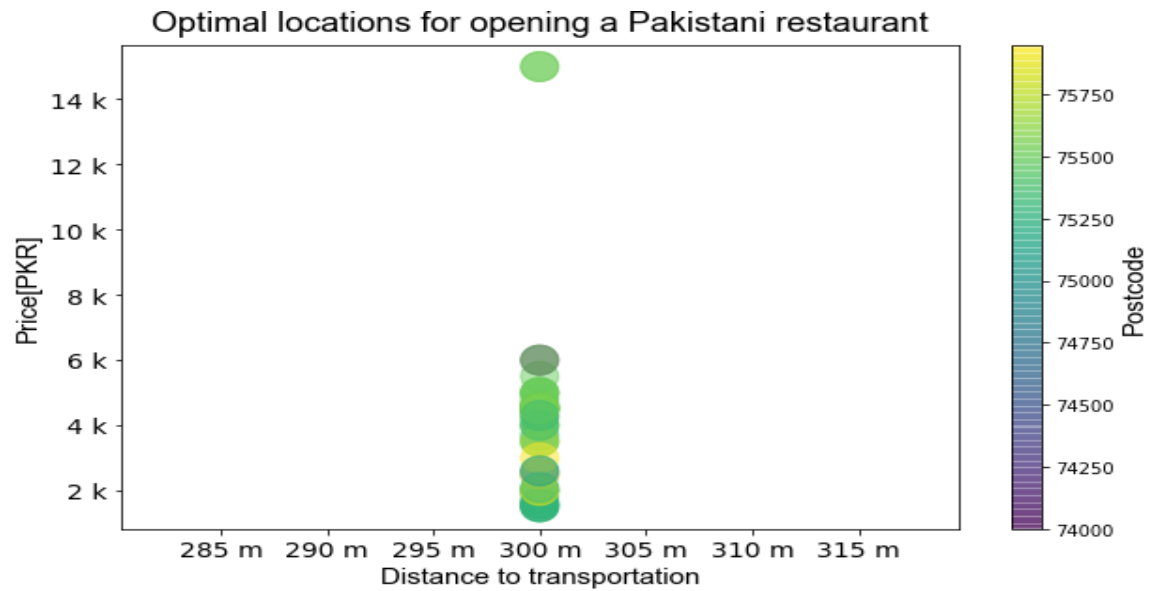 Optimal locations for opening a Pakistani restaurant
14 k
12 k
10 k
8 k
6 k
4 k
2 k
Price[PKR]
285 m 290 m 295 m 300 m 305 m 310 m 315 m
Distance to transportation
75750
75500
75250
75000
74750
74500
74250
74000
Postcode